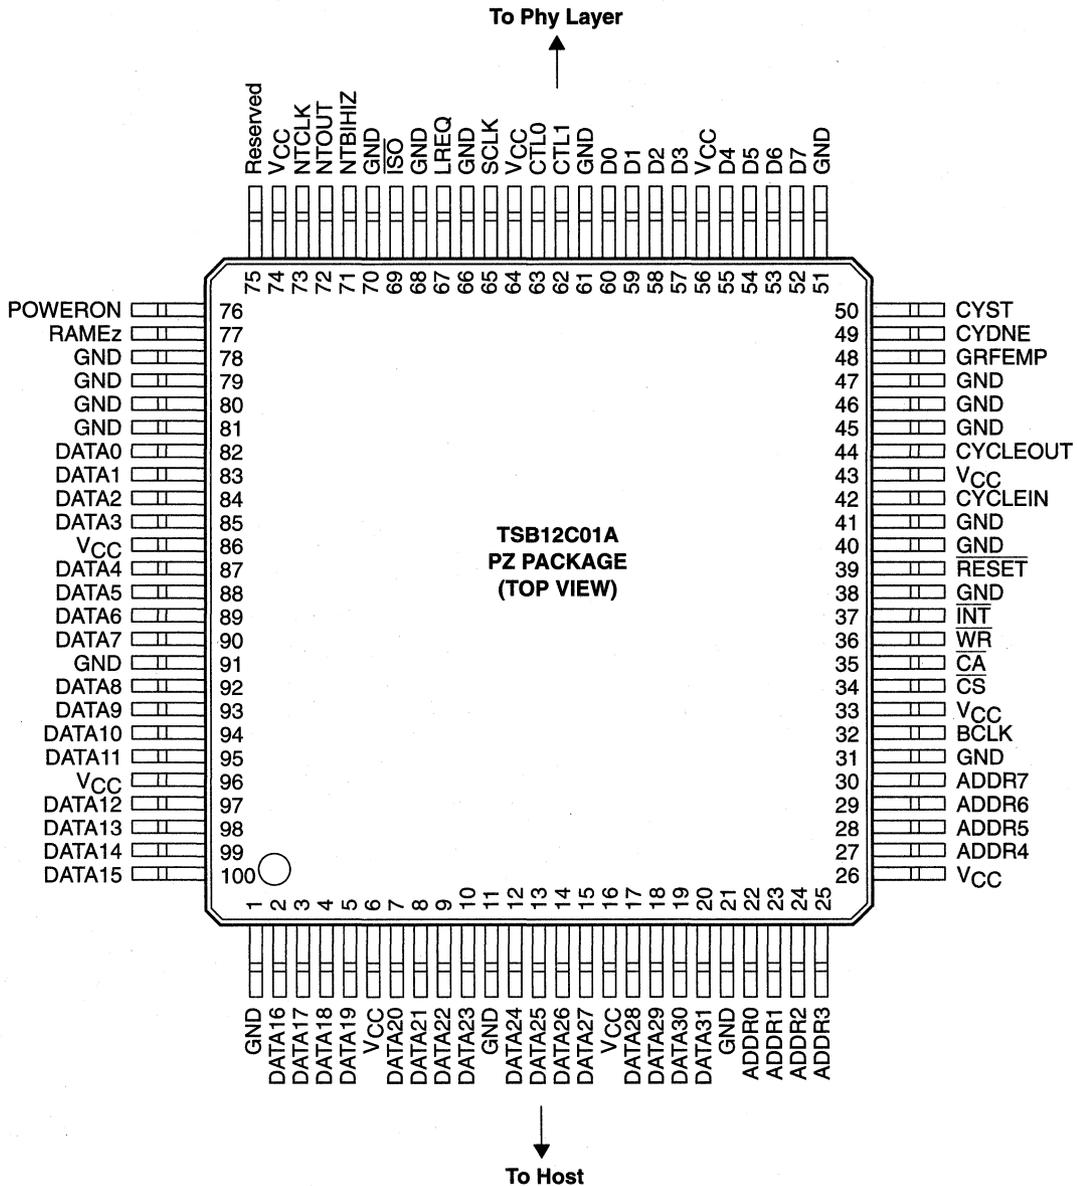 To Phy Layer
Reserved
VCC
NTCLK
NTOUT
NTBIHIZ
GND
ISO
GND
LREQ
GND
SCLK
VCC
CTL0
CTL1
GND
D0
D1
D2
D3
VCC
D4
D5
D6
D7
GND
75 74 73 72 71 70 69 68 67 66 65 64 63 62 61 60 59 58 57 56 55 54 53 52 51
POWERON 76
RAMEz 77
GND 78
GND 79
GND 80
GND 81
DATA0 82
DATA1 83
DATA2 84
DATA3 85
VCC 86
DATA4 87
DATA5 88
DATA6 89
DATA7 90
GND 91
DATA8 92
DATA9 93
DATA10 94
DATA11 95
VCC 96
DATA12 97
DATA13 98
DATA14 99
DATA15 100
TSB12C01A
PZ PACKAGE
(TOP VIEW)
50 CYST
49 CYDNE
48 GRFEMP
47 GND
46 GND
45 GND
44 CYCLEOUT
43 VCC
42 CYCLEIN
41 GND
40 GND
39 RESET
38 GND
37 INT
36 WR
35 CA
34 CS
33 VCC
32 BCLK
31 GND
30 ADDR7
29 ADDR6
28 ADDR5
27 ADDR4
26 VCC
1 2 3 4 5 6 7 8 9 10 11 12 13 14 15 16 17 18 19 20 21 22 23 24 25
GND
DATA16
DATA17
DATA18
DATA19
VCC
DATA20
DATA21
DATA22
DATA23
GND
DATA24
DATA25
DATA26
DATA27
VCC
DATA28
DATA29
DATA30
DATA31
GND
ADDR0
ADDR1
ADDR2
ADDR3
To Host